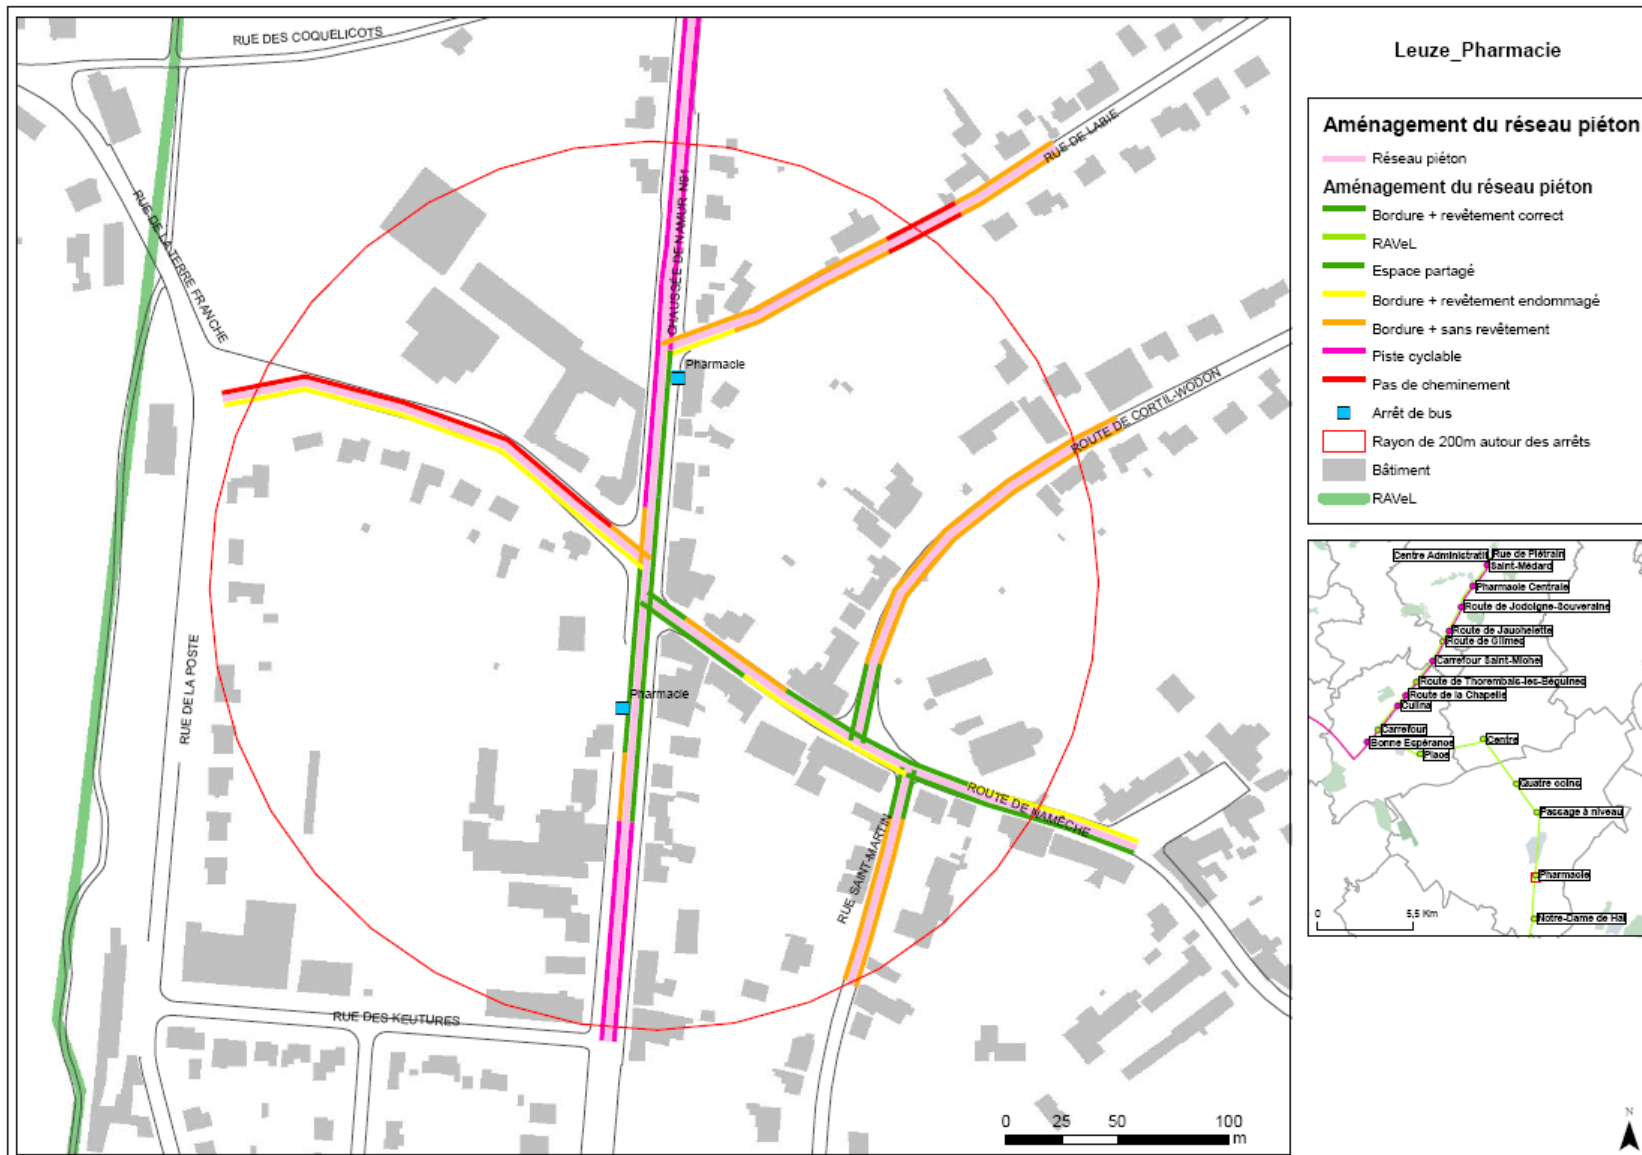 Leuze_Pharmacie
RUE DES COQUELICOTS
RUE DE LA TERRE FRANCHE
CHAUSSÉE DE NAMUR N91
RUE DE LABIE
Pharmacie
ROUTE DE CORTIL-WODON
RUE DE LA POSTE
Pharmacie
ROUTE DE NAMÊCHE
RUE SAINT-MARTIN
RUE DES KEUTURES
0 25 50 100
m
Aménagement du réseau piéton
Réseau piéton
Aménagement du réseau piéton
Bordure + revêtement correct
RAVeL
Espace partagé
Bordure + revêtement endommagé
Bordure + sans revêtement
Piste cyclable
Pas de cheminement
Arrêt de bus
Rayon de 200m autour des arrêts
Bâtiment
RAVeL
Centre Administratif
Rue de Piétrain
Saint-Médard
Pharmacie Centrale
Route de Jodoigne-Souveraine
Route de Jauchelette
Route de Glimes
Carrefour Saint-Michel
Route de Thorembais-les-Béguines
Route de la Chapelle
Culina
Carrefour
Bonne Espérance
Place
Centre
Quatre coins
Passage à niveau
Pharmacie
Notre-Dame de Hal
0 5,5 Km
N